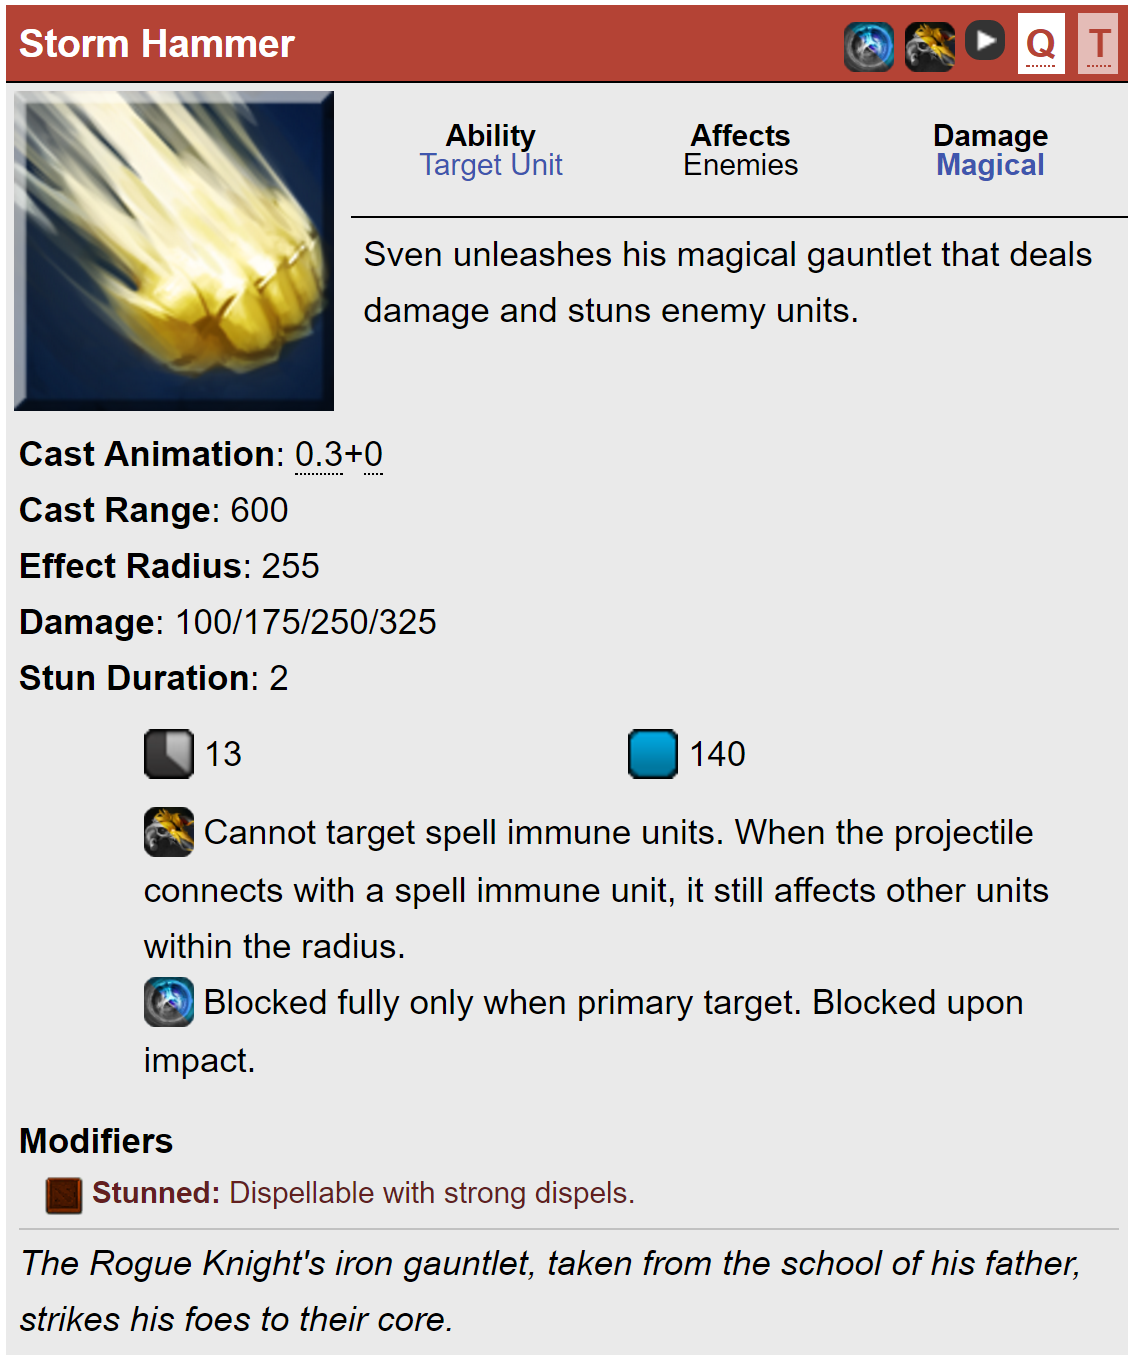 Storm Hammer
Q
T
Ability
Target Unit
Affects
Enemies
Damage
Magical
Sven unleashes his magical gauntlet that deals
damage and stuns enemy units.
Cast Animation: 0.3+0
Cast Range: 600
Effect Radius: 255
Damage: 100/175/250/325
Stun Duration: 2
13
140
Cannot target spell immune units. When the projectile
connects with a spell immune unit, it still affects other units
within the radius.
Blocked fully only when primary target. Blocked upon
impact.
Modifiers
Stunned: Dispellable with strong dispels.
The Rogue Knight's iron gauntlet, taken from the school of his father,
strikes his foes to their core.